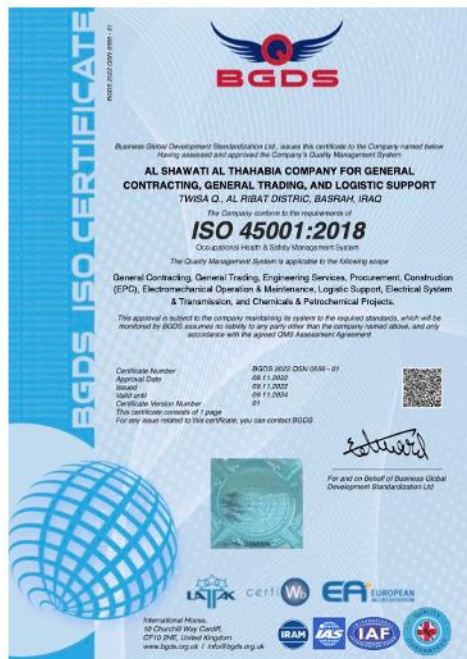 BGDS ISO CERTIFICATE
BGDS
Business Global Development Standardization Ltd., issues this certificate to the Company named below
Having assessed and approved the Company's Quality Management System
AL SHAWATI AL THAHABIA COMPANY FOR GENERAL
CONTRACTING, GENERAL TRADING, AND LOGISTIC SUPPORT
TWISA Q., AL RIBAT DISTRIC, BASRAH, IRAQ
The Company conform to the requirements of
ISO 45001:2018
Occupational Health & Safety Management System
The Quality Management System is applicable to the following scope
General Contracting, General Trading, Engineering Services, Procurement, Construction
(EPC), Electromechanical Operation & Maintenance, Logistic Support, Electrical System
& Transmission, and Chemicals & Petrochemical Projects.
This approval is subject to the company maintaining its system to the required standards, which will be
monitored by BGDS assumes no liability to any party other than the company named above, and only
accordance with the agreed QMS Assessment Agreement
Certificate Number BGDS 2022 QSN 0556 - 01
Approval Date 09.11.2022
Issued 09.11.2022
Valid until 09.11.2024
Certificate Version Number 01
This certificate consists of 1 page
For any issue related to this certificate, you can contact BGDS
For and on Behalf of Business Global
Development Standardization Ltd
certi Wb
EA EUROPEAN
ACCREDITATION
International House,
10 Churchill Way Cardiff,
CF10 2HE, United Kingdom
www.bgds.org.uk I info@bgds.org.uk
IRAM
IAS
IAF
QUALITY